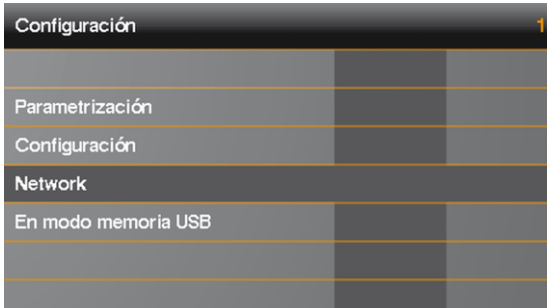 Configuración 1
Parametrización
Configuración
Network
En modo memoria USB